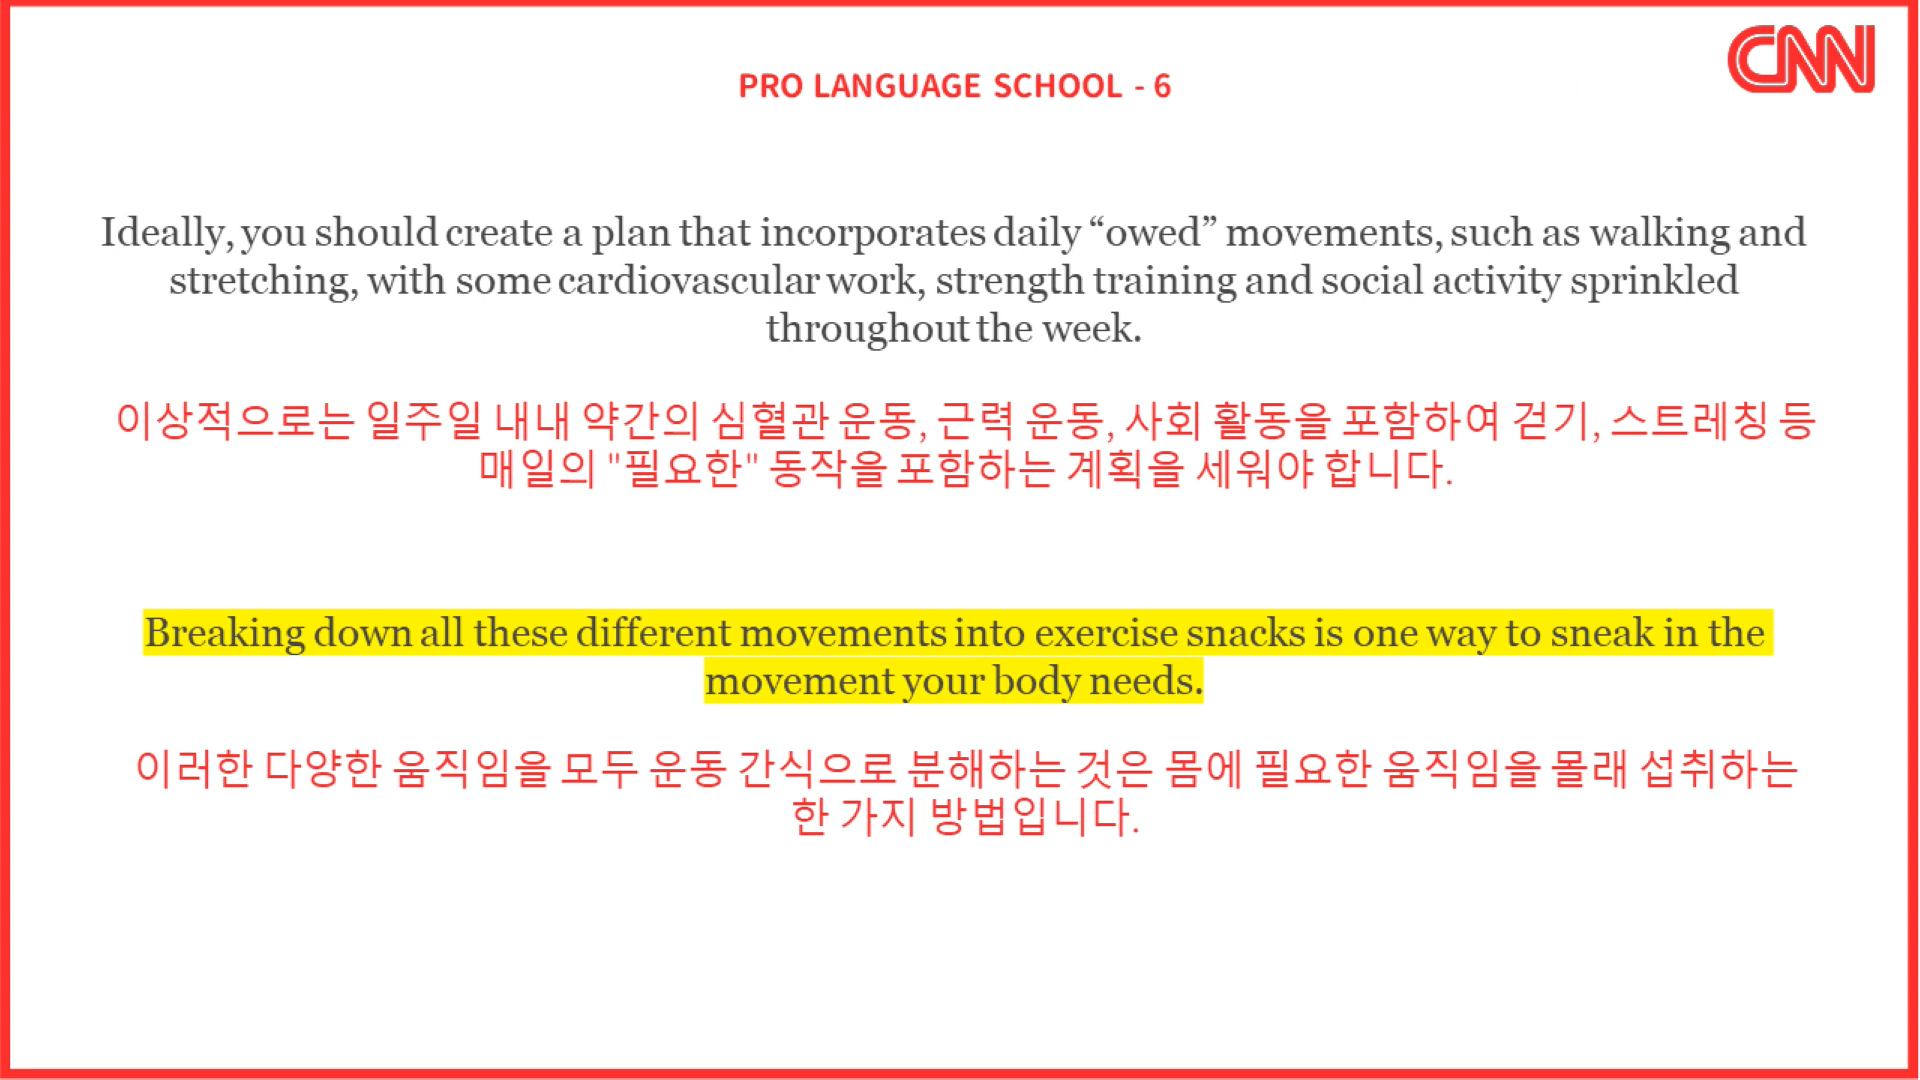 CNN
PRO LANGUAGE SCHOOL - 6
Ideally, you should create a plan that incorporates daily “owed” movements, such as walking and
stretching, with some cardiovascular work, strength training and social activity sprinkled
throughout the week.
이상적으로는 일주일 내내 약간의 심혈관 운동, 근력 운동, 사회 활동을 포함하여 걷기, 스트레칭 등
매일의 "필요한" 동작을 포함하는 계획을 세워야 합니다.
Breaking down all these different movements into exercise snacks is one way to sneak in the
movement your body needs.
이러한 다양한 움직임을 모두 운동 간식으로 분해하는 것은 몸에 필요한 움직임을 몰래 섭취하는
한 가지 방법입니다.